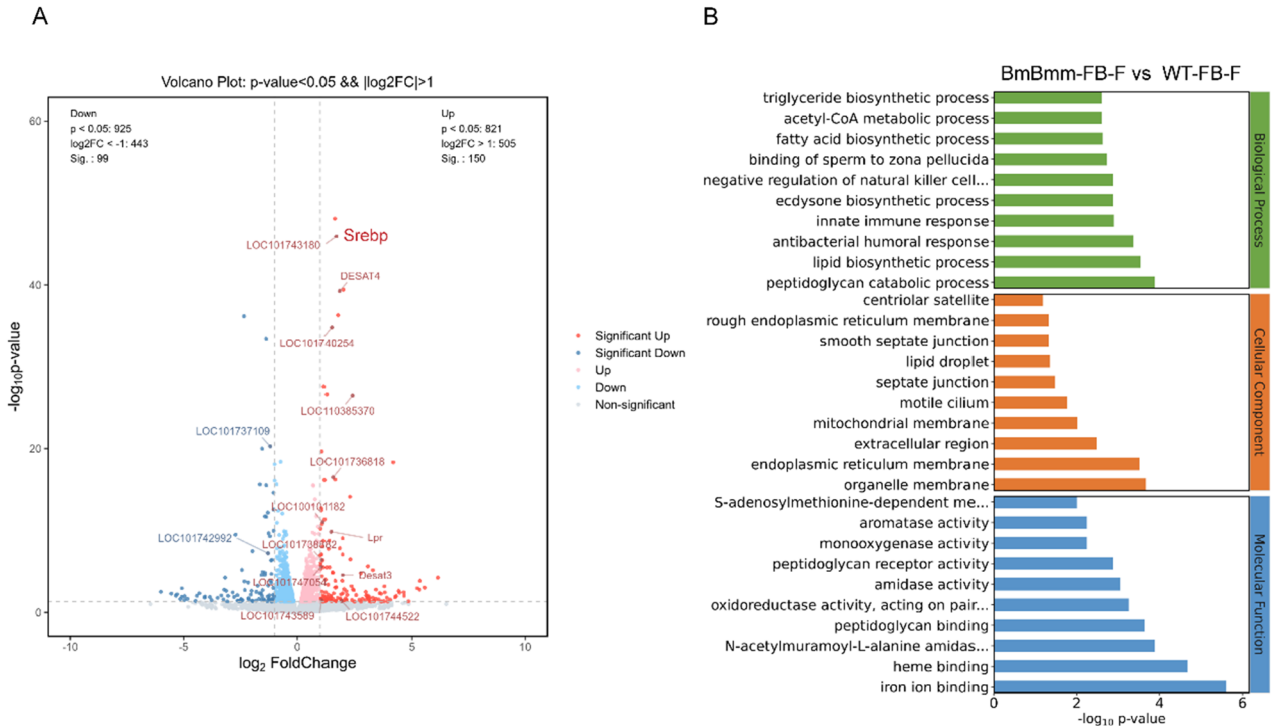 A
Volcano Plot: p-value<0.05 && |log2FC|>1
Down
p < 0.05: 925
log2FC < -1: 443
Sig. : 99
Up
p < 0.05: 821
log2FC > 1: 505
Sig. : 150
60
40
20
0
-log10p-value
Srebp
LOC101743180
DESAT4
LOC101740254
LOC110385370
LOC101737109
LOC101736818
LOC100101182
LOC101742992
Lpr
LOC101738362
Desat3
LOC101747054
LOC101743589
LOC101744522
-10
-5
0
5
10
log2 FoldChange
Significant Up
Significant Down
Up
Down
Non-significant
B
BmBmm-FB-F vs WT-FB-F
triglyceride biosynthetic process
acetyl-CoA metabolic process
fatty acid biosynthetic process
binding of sperm to zona pellucida
negative regulation of natural killer cell...
ecdysone biosynthetic process
innate immune response
antibacterial humoral response
lipid biosynthetic process
peptidoglycan catabolic process
Biological Process
centriolar satellite
rough endoplasmic reticulum membrane
smooth septate junction
lipid droplet
septate junction
motile cilium
mitochondrial membrane
extracellular region
endoplasmic reticulum membrane
organelle membrane
Cellular Component
S-adenosylmethionine-dependent me...
aromatase activity
monooxygenase activity
peptidoglycan receptor activity
amidase activity
oxidoreductase activity, acting on pair...
peptidoglycan binding
N-acetylmuramoyl-L-alanine amidas...
heme binding
iron ion binding
Molecular Function
0
2
4
6
-log10 p-value